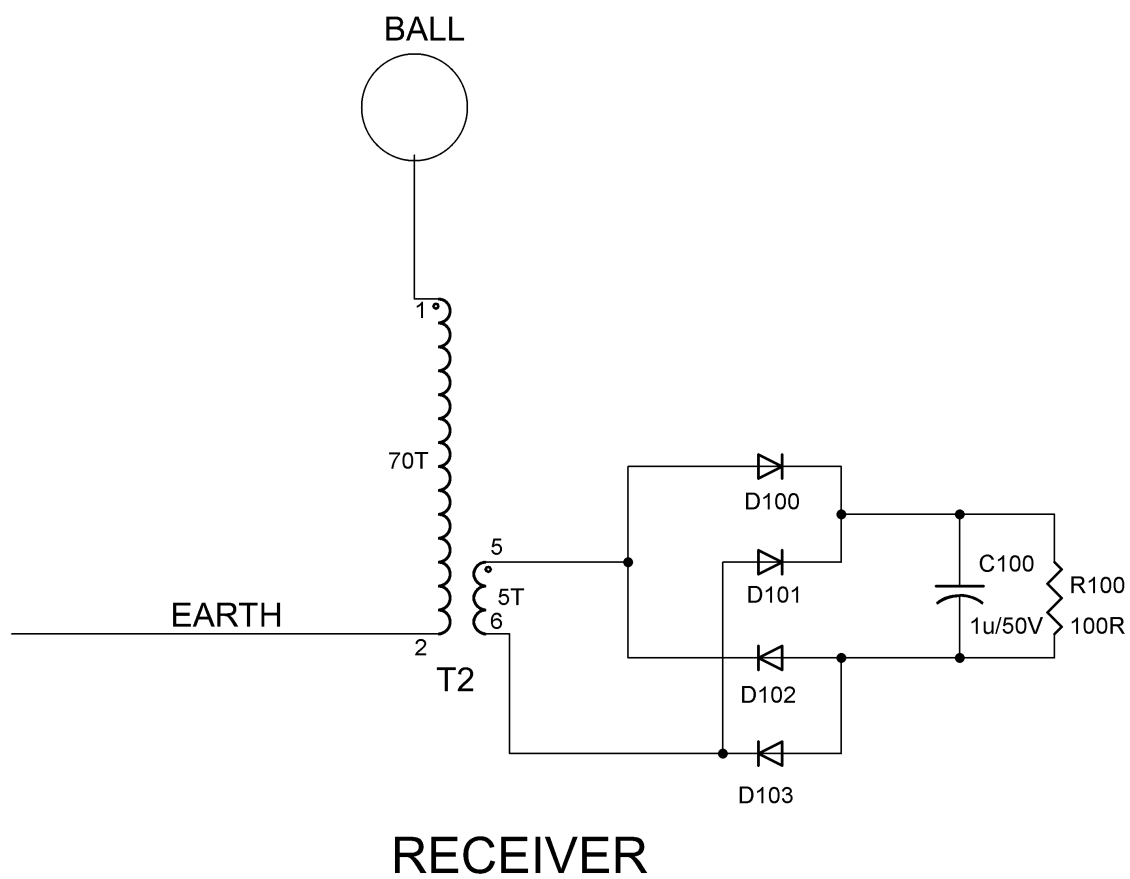 BALL
1
70T
D100
5
C100
D101
R100
5T
EARTH
6
1u/50V
100R
2
T2
D102
D103
RECEIVER